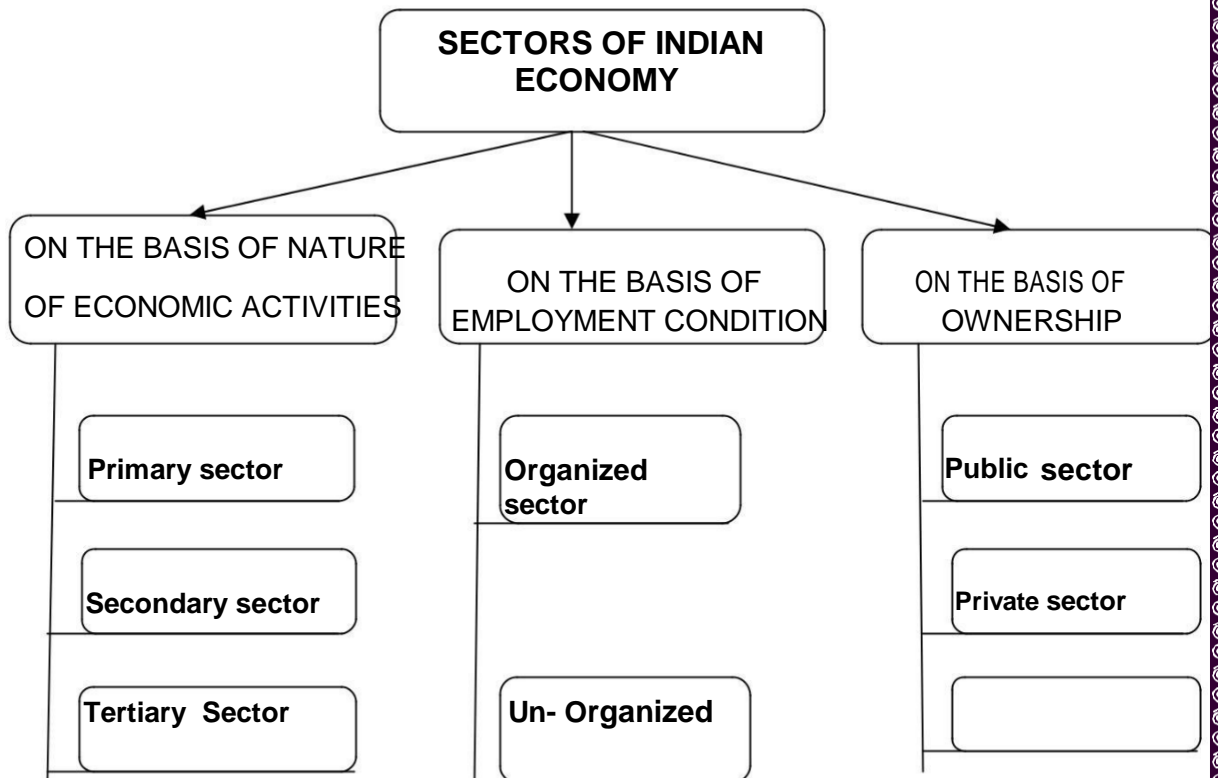 SECTORS OF INDIAN
ECONOMY
ON THE BASIS OF NATURE
OF ECONOMIC ACTIVITIES
ON THE BASIS OF
EMPLOYMENT CONDITION
ON THE BASIS OF
OWNERSHIP
Primary sector
Secondary sector
Tertiary Sector
Organized
sector
Un- Organized
Public sector
Private sector